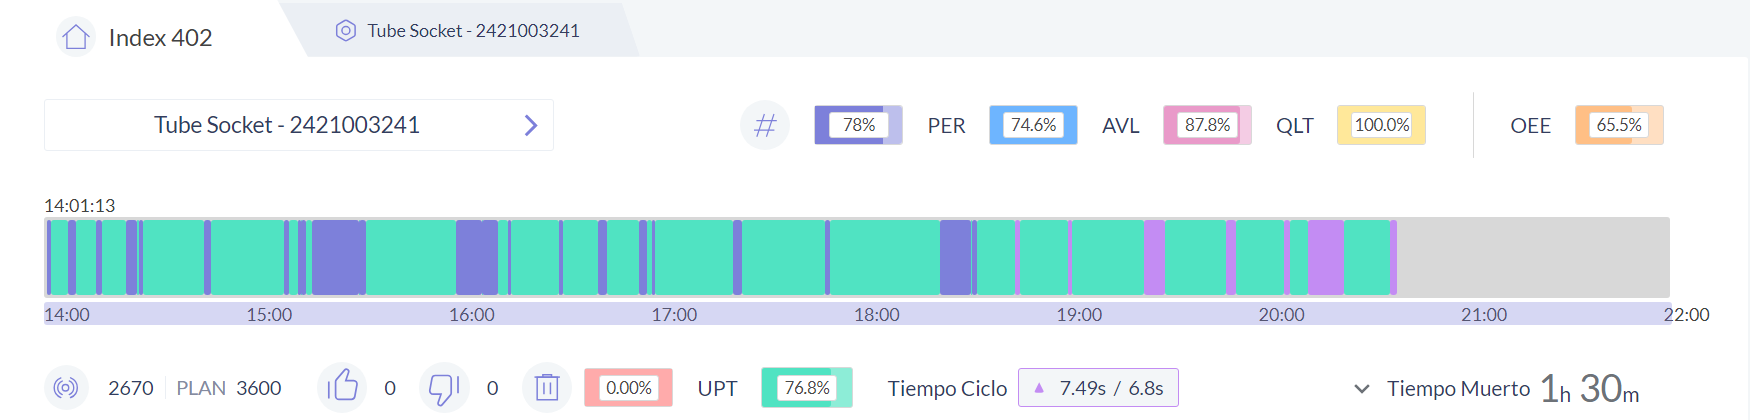 Index 402
Tube Socket - 2421003241
Tube Socket - 2421003241
78% PER 74.6% AVL 87.8% QLT 100.0% OEE 65.5%
14:01:13
14:00 15:00 16:00 17:00 18:00 19:00 20:00 21:00 22:00
2670 PLAN 3600 0 0 0.00% UPT 76.8% Tiempo Ciclo 7.49s / 6.8s Tiempo Muerto 1h 30m